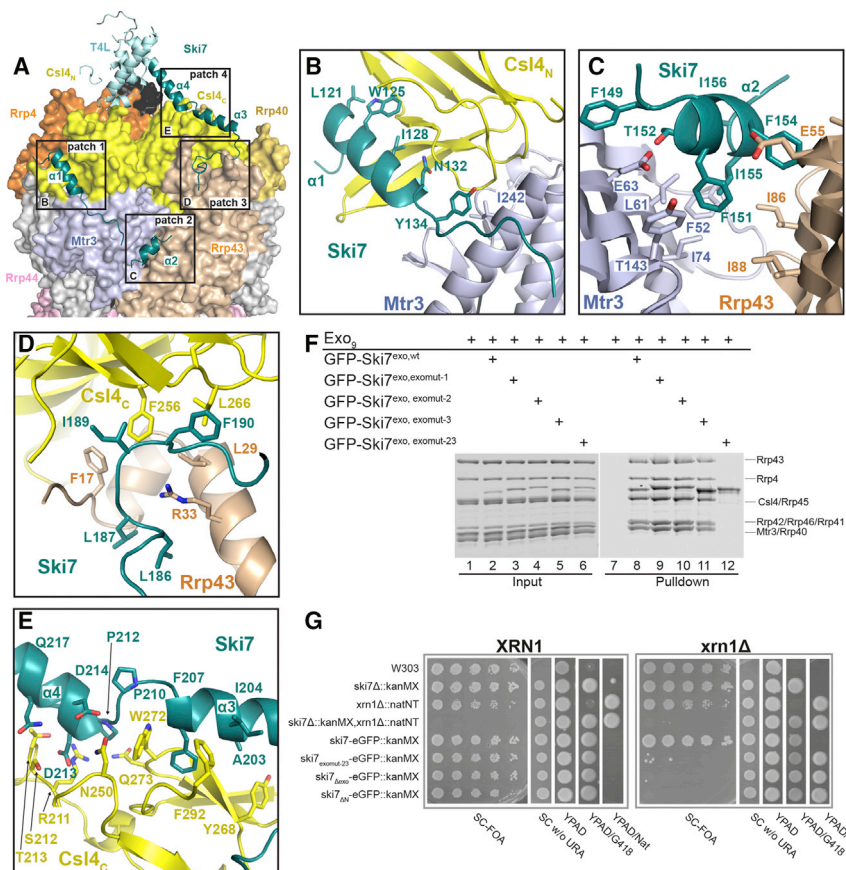 A
T4L
Ski7
Csl4N
patch 4
α4
Csl4C
Rrp4
α3
Rrp40
E
patch 1
α1
D
B
patch 3
Mtr3
patch 2
Rrp43
Rrp44
α2
C
B
Csl4N
L121
W125
I128
α1
N132
I242
Y134
Ski7
Mtr3
C
Ski7
I156
α2
F149
F154
T152
E55
E63
I155
L61
I86
F151
F52
T143
I74
I88
Mtr3
Rrp43
D
Csl4C
F256
L266
I189
F190
L29
F17
R33
L187
Ski7
L186
Rrp43
F
Exo9 + + + + + + + + + + + +
GFP-Ski7exo,wt + +
GFP-Ski7exo,exomut-1 + +
GFP-Ski7exo, exomut-2 + +
GFP-Ski7exo, exomut-3 + +
GFP-Ski7exo, exomut-23 + +
Rrp43
Rrp4
Csl4/Rrp45
Rrp42/Rrp46/Rrp41
Mtr3/Rrp40
1 2 3 4 5 6 7 8 9 10 11 12
Input Pulldown
E
Q217
P212
Ski7
D214
F207
α4
P210
I204
W272
α3
A203
D213
Q273
N250
R211
F292
S212
Y268
T213
Csl4C
G
XRN1 xrn1Δ
W303
ski7Δ::kanMX
xrn1Δ::natNT
ski7Δ::kanMX,xrn1Δ::natNT
ski7-eGFP::kanMX
ski7exomut-23-eGFP::kanMX
ski7Δexo-eGFP::kanMX
ski7ΔN-eGFP::kanMX
SC-FOA SC w/o URA YPAD YPAD/G418 YPAD/Nat SC-FOA SC w/o URA YPAD YPAD/G418 YPAD/